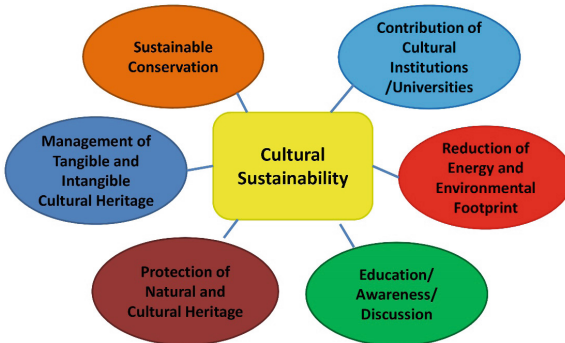 Sustainable
Conservation
Contribution of
Cultural
Institutions
/Universities
Management of
Tangible and
Intangible
Cultural Heritage
Cultural
Sustainability
Reduction of
Energy and
Environmental
Footprint
Protection of
Natural and
Cultural Heritage
Education/
Awareness/
Discussion